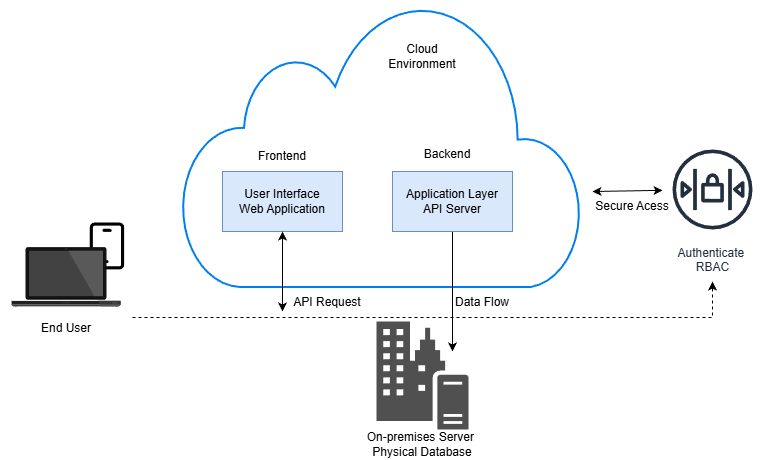 Cloud
Environment
Frontend
Backend
User Interface
Web Application
Application Layer
API Server
Secure Acess
Authenticate
RBAC
API Request
Data Flow
End User
On-premises Server
Physical Database